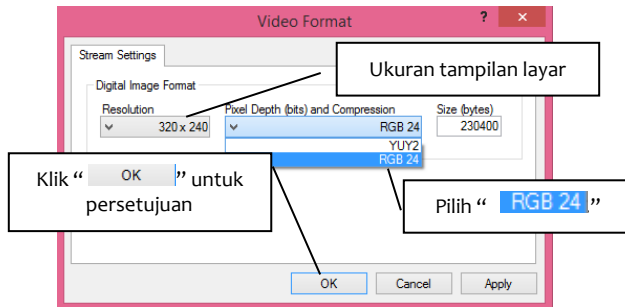 Video Format
?
×
Stream Settings
Ukuran tampilan layar
Digital Image Format
Resolution
Pixel Depth (bits) and Compression
Size (bytes)
320 x 240
RGB 24
230400
YUY2
RGB 24
Klik “ OK ” untuk
persetujuan
Pilih “ RGB 24 ”
OK
Cancel
Apply